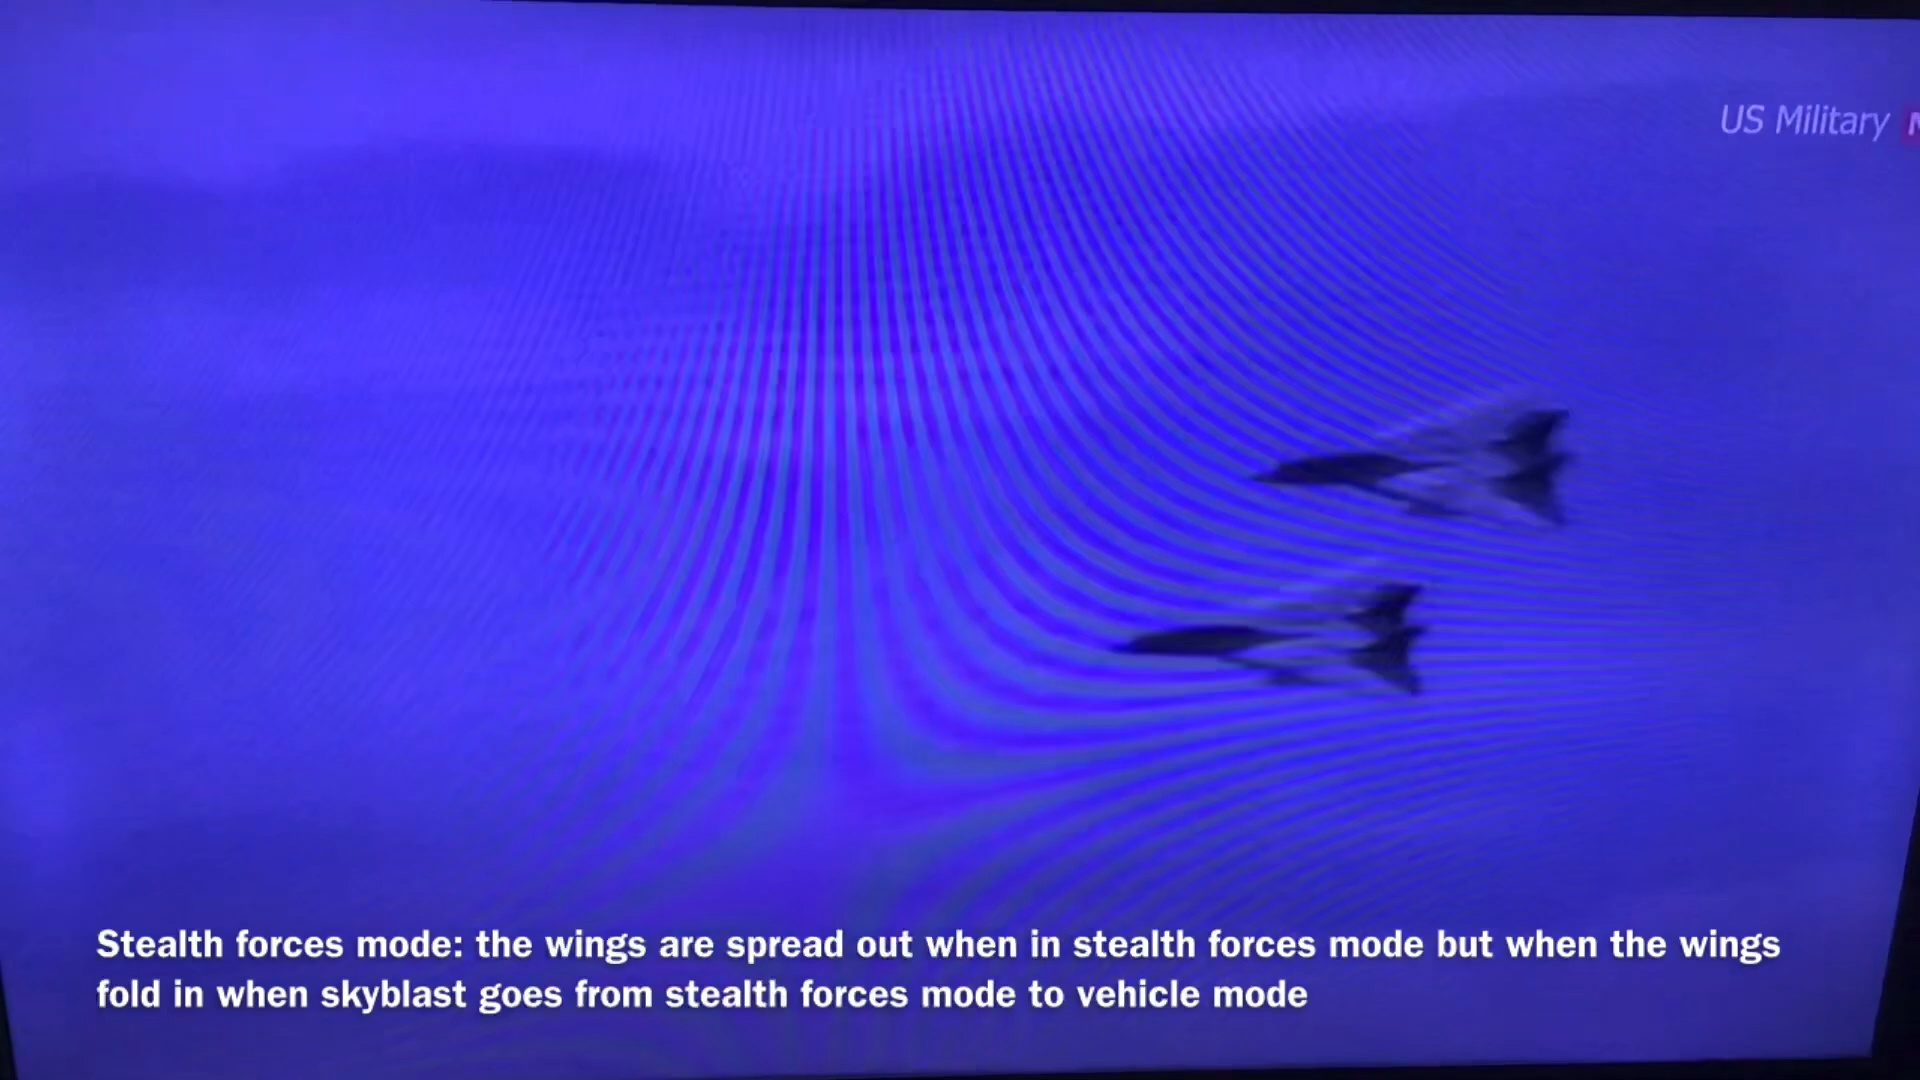 US Military N
Stealth forces mode: the wings are spread out when in stealth forces mode but when the wings
fold in when skyblast goes from stealth forces mode to vehicle mode